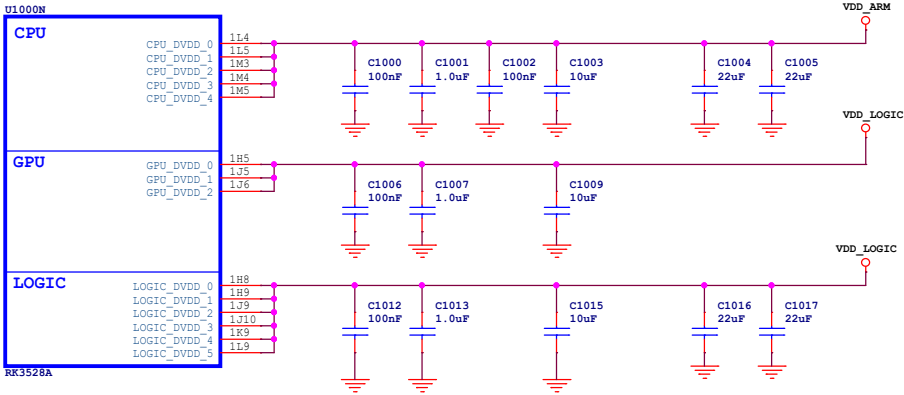 U1000N
VDD_ARM
CPU
CPU_DVDD_0 1L4
CPU_DVDD_1 1L5
CPU_DVDD_2 1M3
CPU_DVDD_3 1M4
CPU_DVDD_4 1M5
C1000 100nF
C1001 1.0uF
C1002 100nF
C1003 10uF
C1004 22uF
C1005 22uF
VDD_LOGIC
GPU
GPU_DVDD_0 1H5
GPU_DVDD_1 1J5
GPU_DVDD_2 1J6
C1006 100nF
C1007 1.0uF
C1009 10uF
VDD_LOGIC
LOGIC
LOGIC_DVDD_0 1H8
LOGIC_DVDD_1 1H9
LOGIC_DVDD_2 1J9
LOGIC_DVDD_3 1J10
LOGIC_DVDD_4 1K9
LOGIC_DVDD_5 1L9
C1012 100nF
C1013 1.0uF
C1015 10uF
C1016 22uF
C1017 22uF
RK3528A